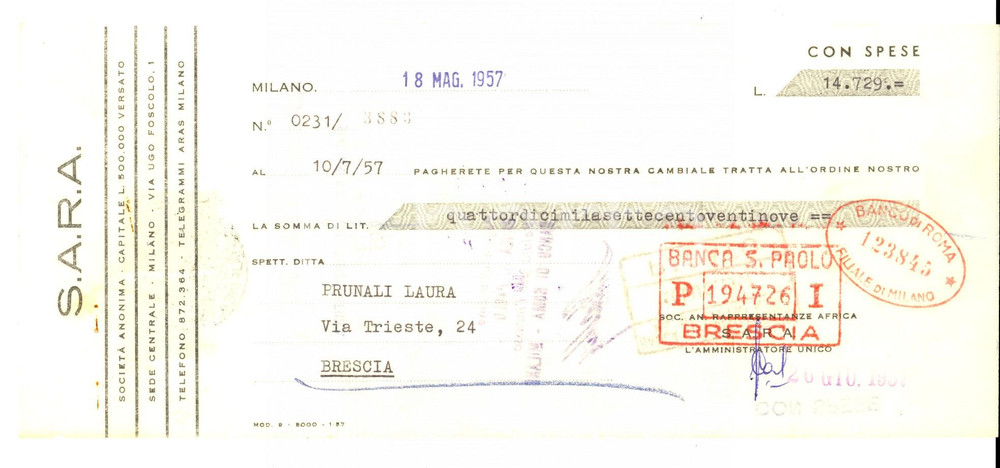 S.A.R.A.
SOCIETÀ ANONIMA - CAPITALE L. 500.000 VERSATO
SEDE CENTRALE - MILANO - VIA UGO FOSCOLO, 1
TELEFONO 872.364 - TELEGRAMMI ARAS MILANO
CON SPESE
MILANO. 18 MAG. 1957
L. 14.729.=
N.º 0231/ 3883
AL 10/7/57 PAGHERETE PER QUESTA NOSTRA CAMBIALE TRATTA ALL'ORDINE NOSTRO
LA SOMMA DI LIT. quattordicimilasettecentoventinove ==
BANCO DI ROMA
123845
FILIALE DI MILANO
SPETT. DITTA
BANCA S. PAOLO
P 194726 I
BRESCIA
PRUNALI LAURA
Via Trieste, 24
BRESCIA
SOC. AN. RAPPRESENTANZE AFRICA
S.A.R.A.
L'AMMINISTRATORE UNICO
26 GIU. 1957
CON SPESE
MOD. 9 - 5000 - 1-57